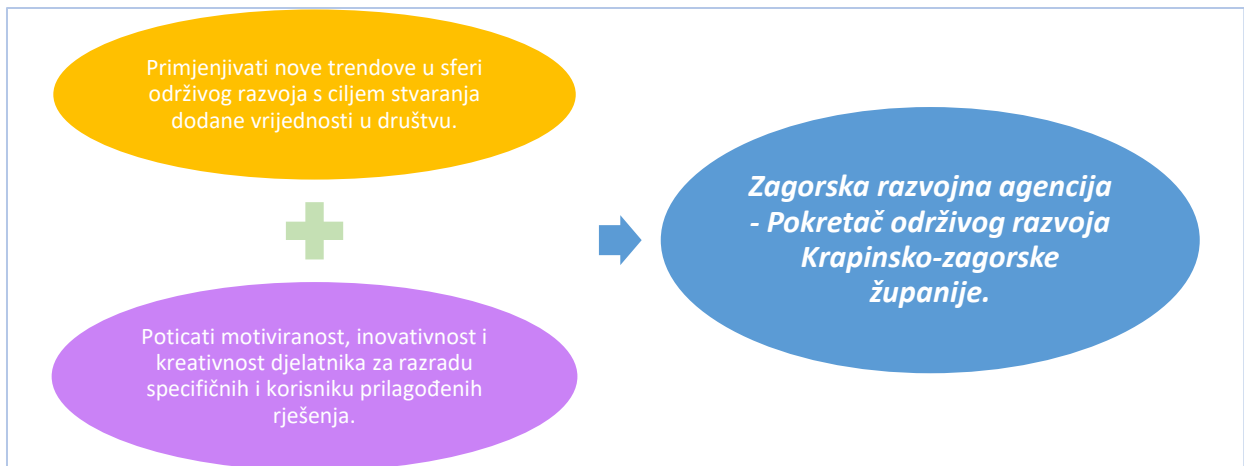 Primjenjivati nove trendove u sferi
održivog razvoja s ciljem stvaranja
dodane vrijednosti u društvu.
Poticati motiviranost, inovativnost i
kreativnost djelatnika za razradu
specifičnih i korisniku prilagođenih
rješenja.
Zagorska razvojna agencija
- Pokretač održivog razvoja
Krapinsko-zagorske
županije.